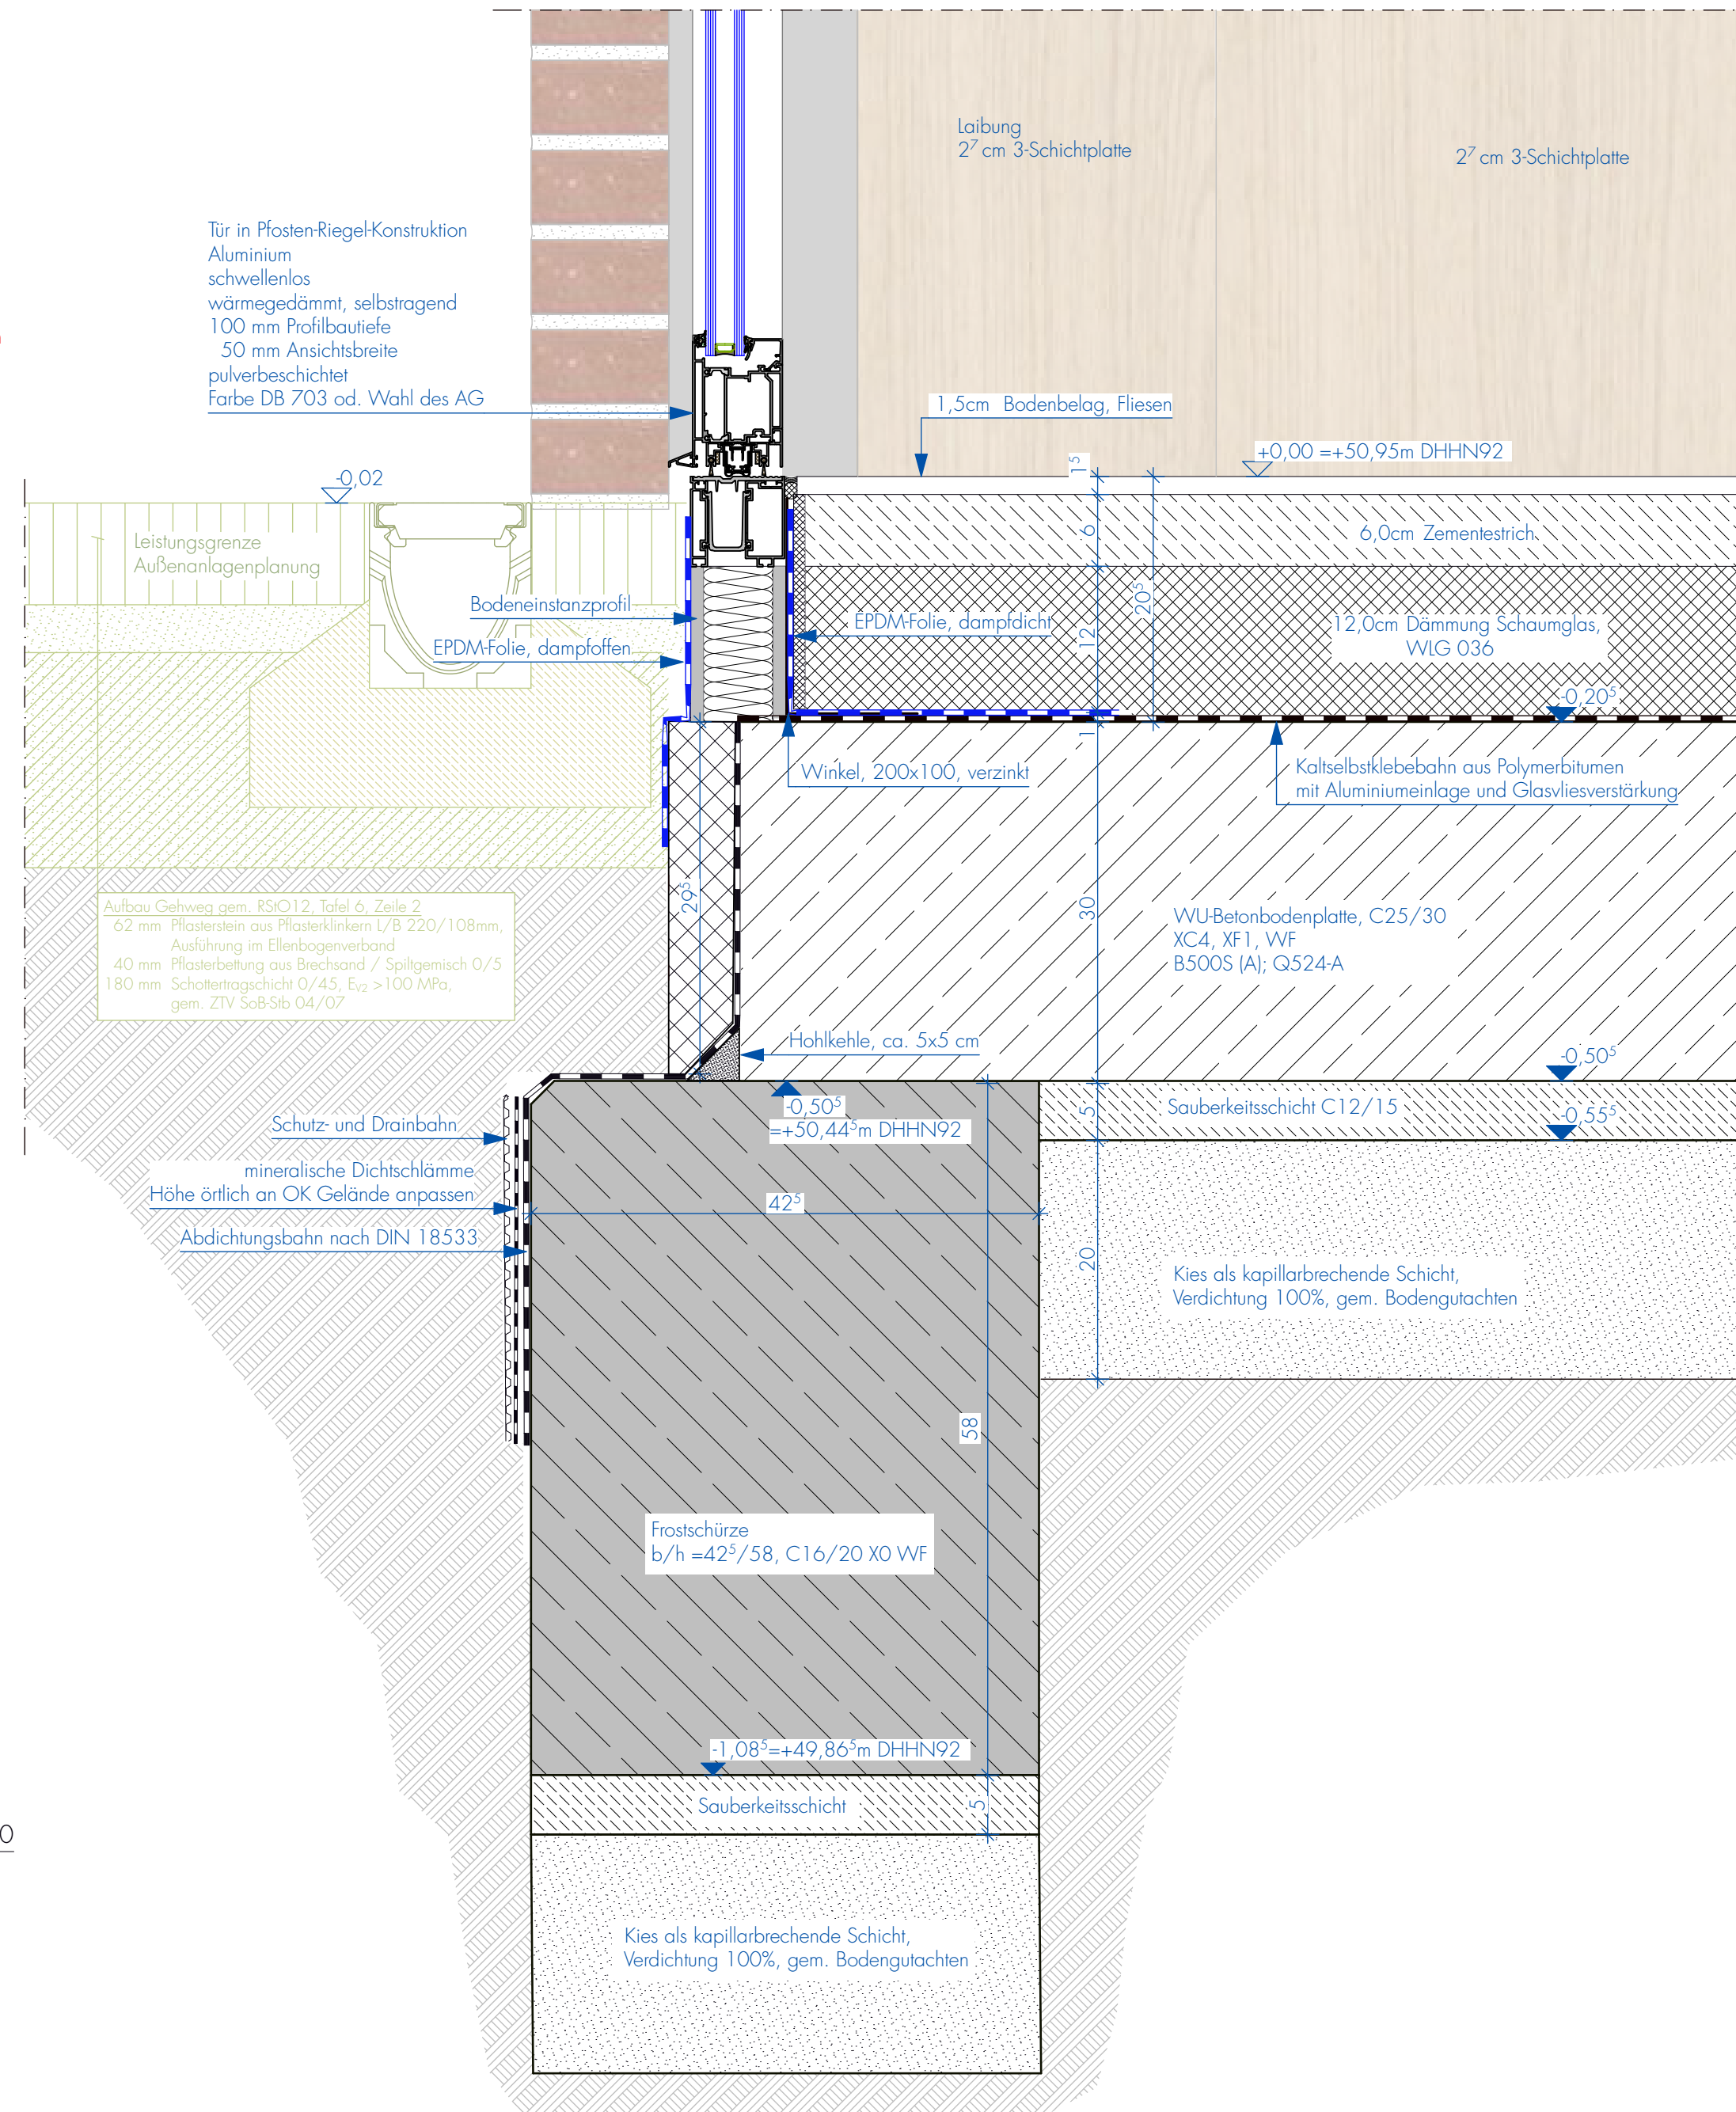 Laibung
2⁷ cm 3-Schichtplatte
2⁷ cm 3-Schichtplatte
Tür in Pfosten-Riegel-Konstruktion
Aluminium
schwellenlos
wärmegedämmt, selbstragend
100 mm Profilbautiefe
50 mm Ansichtsbreite
pulverbeschichtet
Farbe DB 703 od. Wahl des AG
1,5cm Bodenbelag, Fliesen
+0,00 =+50,95m DHHN92
1⁵
-0,02
Leistungsgrenze
Außenanlagenplanung
6
6,0cm Zementestrich
20⁵
Bodeneinstanzprofil
EPDM-Folie, dampfoffen
EPDM-Folie, dampfdicht
12
12,0cm Dämmung Schaumglas,
WLG 036
-0,20⁵
1
Winkel, 200x100, verzinkt
Kaltselbstklebebahn aus Polymerbitumen
mit Aluminiumeinlage und Glasvliesverstärkung
29⁵
30
Aufbau Gehweg gem. RStO12, Tafel 6, Zeile 2
62 mm Pflasterstein aus Pflasterklinkern L/B 220/108mm,
Ausführung im Ellenbogenverband
40 mm Pflasterbettung aus Brechsand / Splitgemisch 0/5
180 mm Schottertragschicht 0/45, EV2 >100 MPa,
gem. ZTV SoB-Stb 04/07
WU-Betonbodenplatte, C25/30
XC4, XF1, WF
B500S (A); Q524-A
Hohlkehle, ca. 5x5 cm
-0,50⁵
-0,50⁵
=+50,44⁵m DHHN92
5
Sauberkeitsschicht C12/15
-0,55⁵
Schutz- und Drainbahn
mineralische Dichtschlämme
Höhe örtlich an OK Gelände anpassen
Abdichtungsbahn nach DIN 18533
42⁵
20
Kies als kapillarbrechende Schicht,
Verdichtung 100%, gem. Bodengutachten
58
Frostschürze
b/h =42⁵/58, C16/20 X0 WF
-1,08⁵=+49,86⁵m DHHN92
Sauberkeitsschicht
5
0
Kies als kapillarbrechende Schicht,
Verdichtung 100%, gem. Bodengutachten